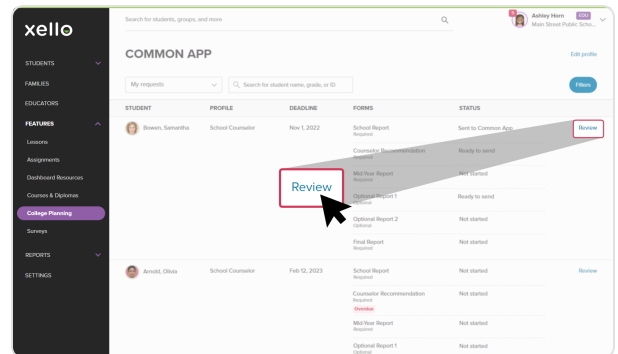 xello
Search for students, groups, and more
5
Ashley Horn EDU
Main Street Public Scho...
STUDENTS
FAMILIES
EDUCATORS
FEATURES
Lessons
Assignments
Dashboard Resources
Courses & Diplomas
College Planning
Surveys
REPORTS
SETTINGS
COMMON APP
Edit profile
My requests
Search for student name, grade, or ID
Filters
STUDENT PROFILE DEADLINE FORMS STATUS
Bowen, Samantha School Counselor Nov 1, 2022 School Report Sent to Common App Review
Required
Counselor Recommendation Ready to send
Required
Mid-Year Report Not started
Required
Review
Optional Report 1 Ready to send
Optional
Optional Report 2 Not started
Optional
Final Report Not started
Required
Arnold, Olivia School Counselor Feb 12, 2023 School Report Not started Review
Required
Counselor Recommendation Not started
Required
Overdue
Mid-Year Report Not started
Required
Optional Report 1 Not started
Optional